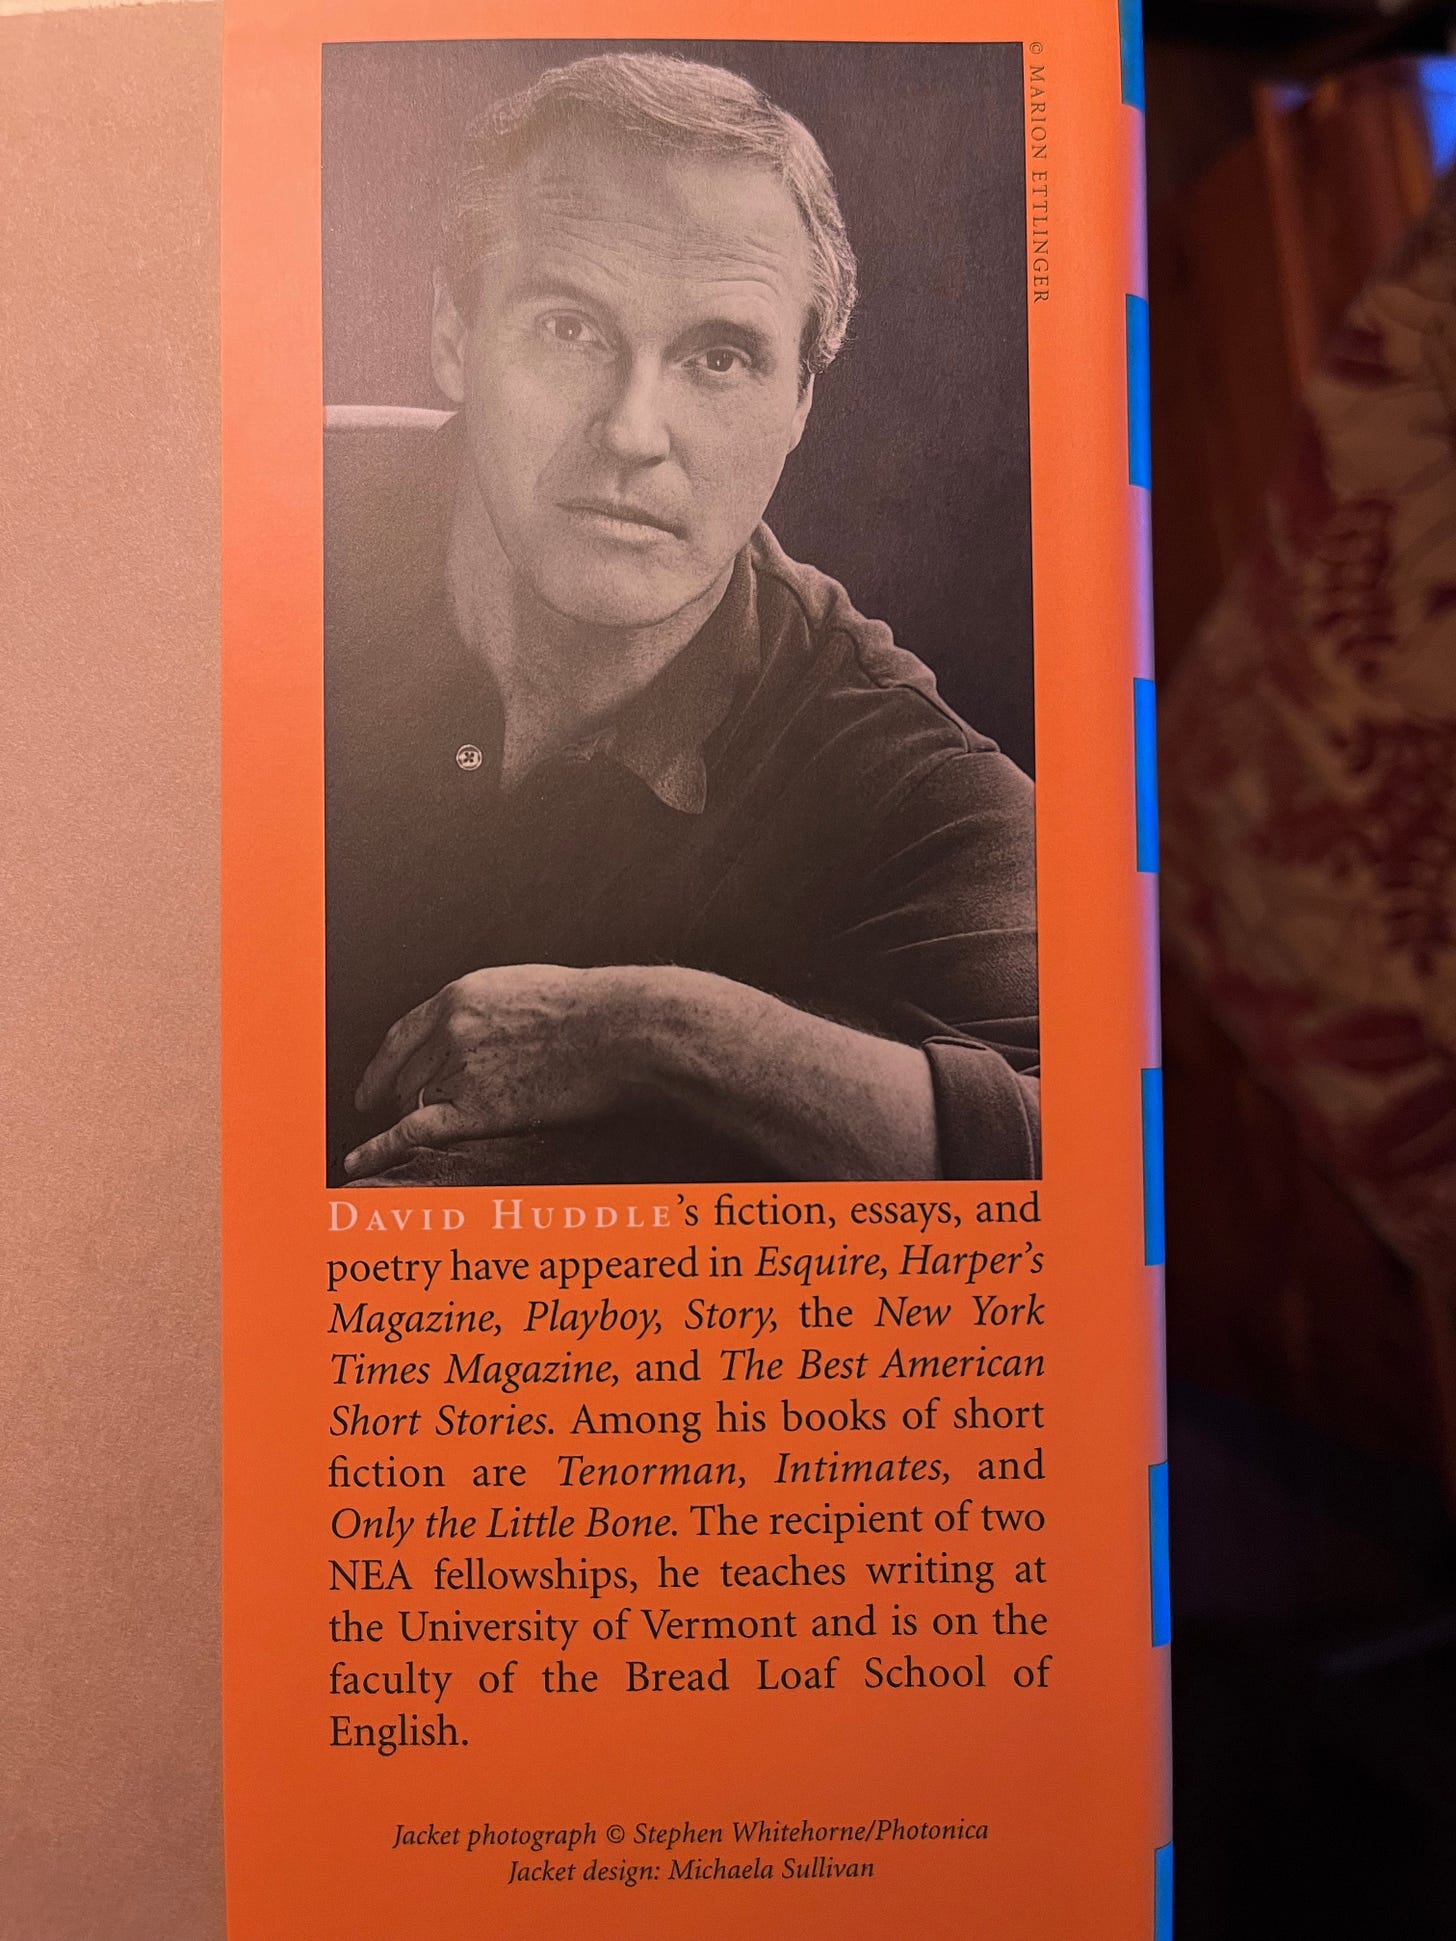 © MARION ETTLINGER
DAVID HUDDLE's fiction, essays, and
poetry have appeared in Esquire, Harper's
Magazine, Playboy, Story, the New York
Times Magazine, and The Best American
Short Stories. Among his books of short
fiction are Tenorman, Intimates, and
Only the Little Bone. The recipient of two
NEA fellowships, he teaches writing at
the University of Vermont and is on the
faculty of the Bread Loaf School of
English.
Jacket photograph © Stephen Whitehorne/Photonica
Jacket design: Michaela Sullivan